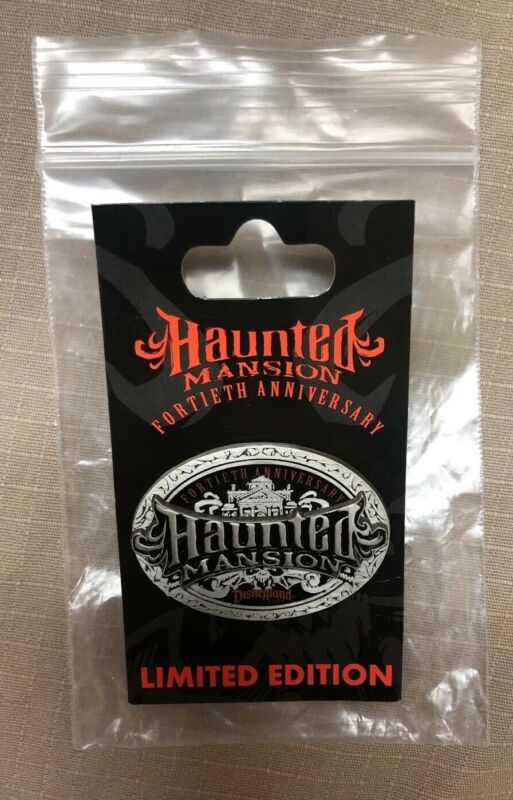 Haunted
MANSION
FORTIETH ANNIVERSARY
FORTIETH ANNIVERSARY
Haunted
MANSION
Disneyland
LIMITED EDITION